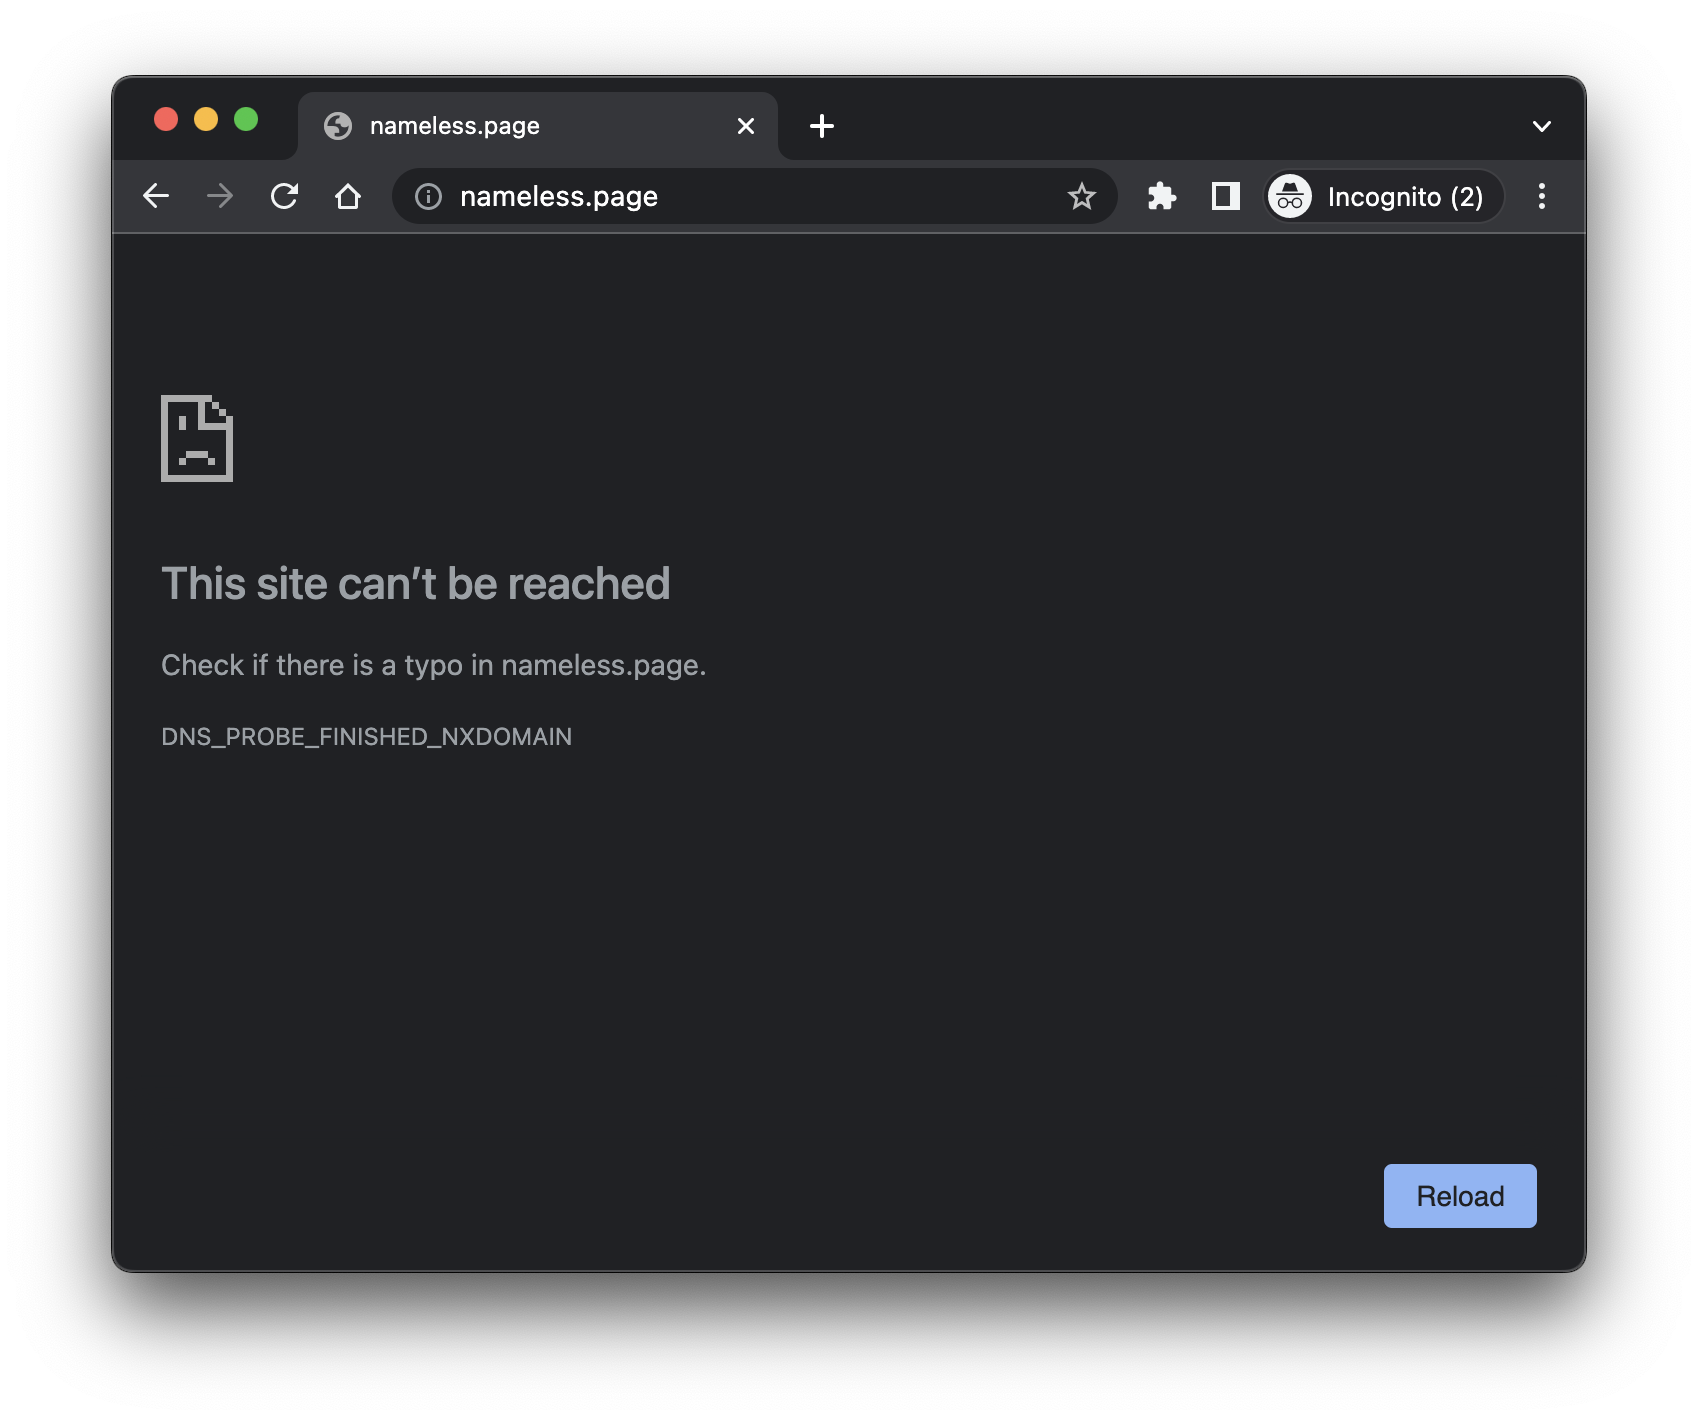 nameless.page
nameless.page
Incognito (2)
This site can’t be reached
Check if there is a typo in nameless.page.
DNS_PROBE_FINISHED_NXDOMAIN
Reload